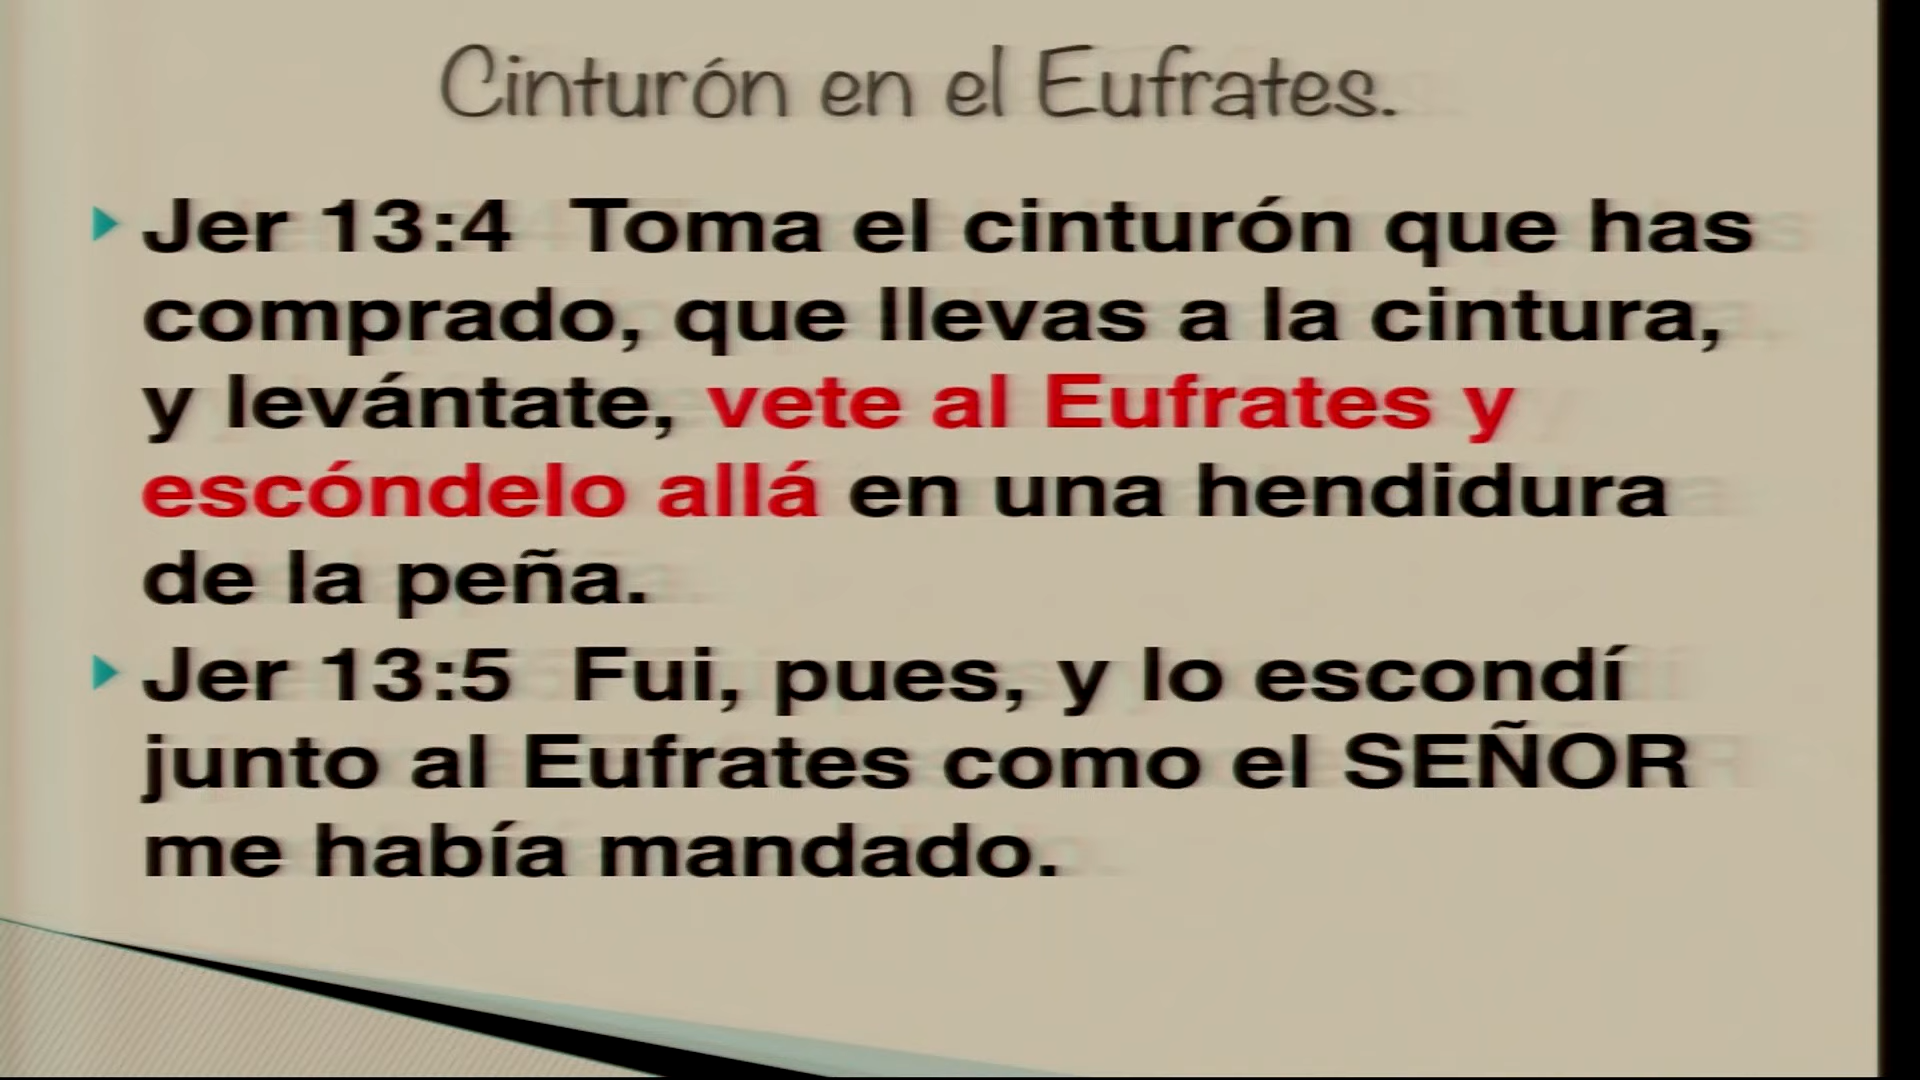 Cinturón en el Eufrates.
Jer 13:4 Toma el cinturón que has
comprado, que llevas a la cintura,
y levántate, vete al Eufrates y
escóndelo allá en una hendidura
de la peña.
Jer 13:5 Fui, pues, y lo escondí
junto al Eufrates como el SEÑOR
me había mandado.